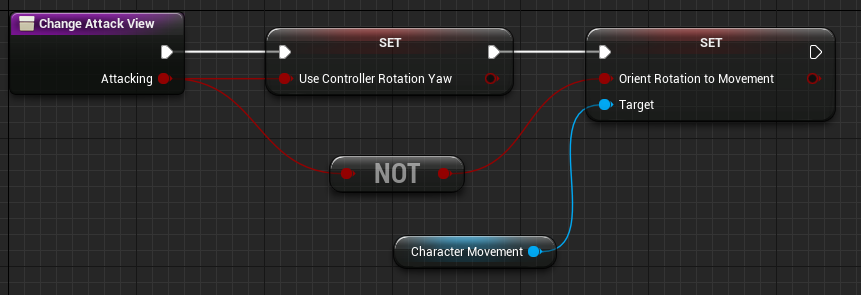 Change Attack View
Attacking
SET
Use Controller Rotation Yaw
SET
Orient Rotation to Movement
Target
NOT
Character Movement